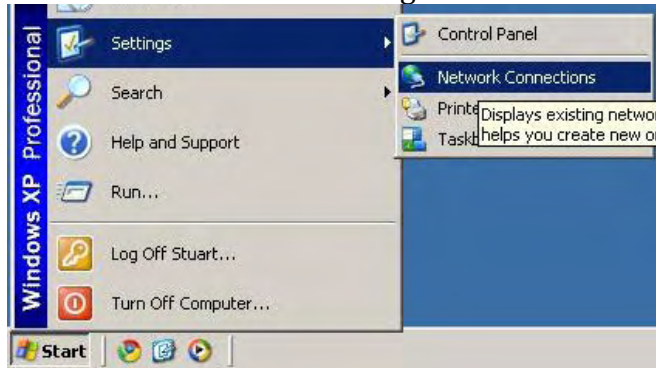 Windows XP Professional
Settings
Search
Help and Support
Run...
Log Off Stuart...
Turn Off Computer...
Start
Control Panel
Network Connections
Displays existing
helps you create new